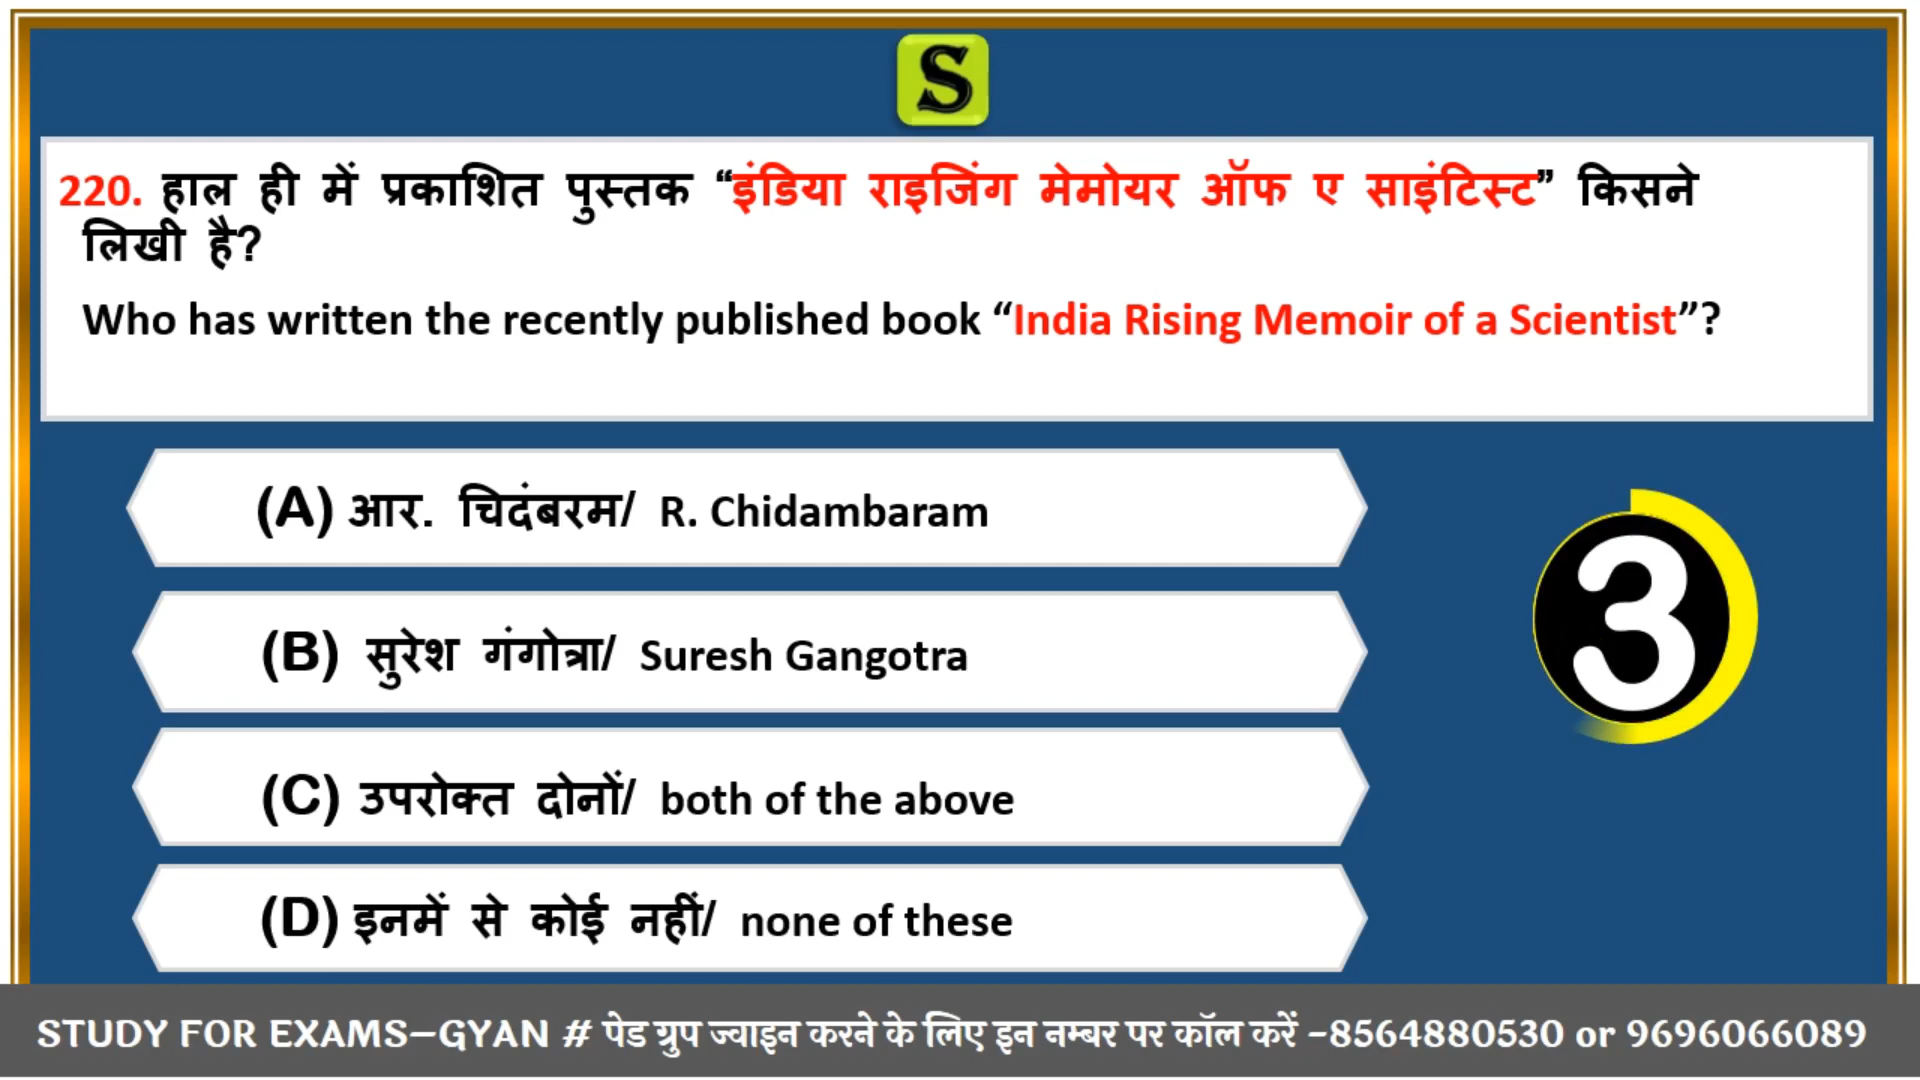 S
220. हाल ही में प्रकाशित पुस्तक “इंडिया राइजिंग मेमोयर ऑफ ए साइंटिस्ट” किसने
लिखी है?
Who has written the recently published book “India Rising Memoir of a Scientist”?
(A) आर. चिदंबरम/ R. Chidambaram
3
(B) सुरेश गंगोत्रा/ Suresh Gangotra
(C) उपरोक्त दोनों/ both of the above
(D) इनमें से कोई नहीं/ none of these
STUDY FOR EXAMS–GYAN # पेड ग्रुप ज्वाइन करने के लिए इन नम्बर पर कॉल करें –8564880530 or 9696066089